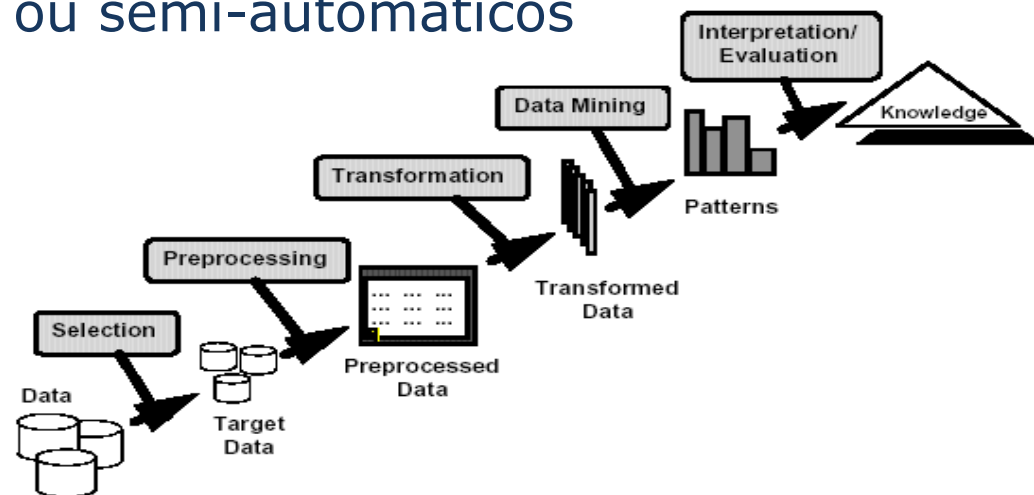 ou semi-automáticos
Interpretation/
Evaluation
Knowledge
Data Mining
Patterns
Transformation
Transformed
Data
Preprocessing
Preprocessed
Data
Selection
Target
Data
Data